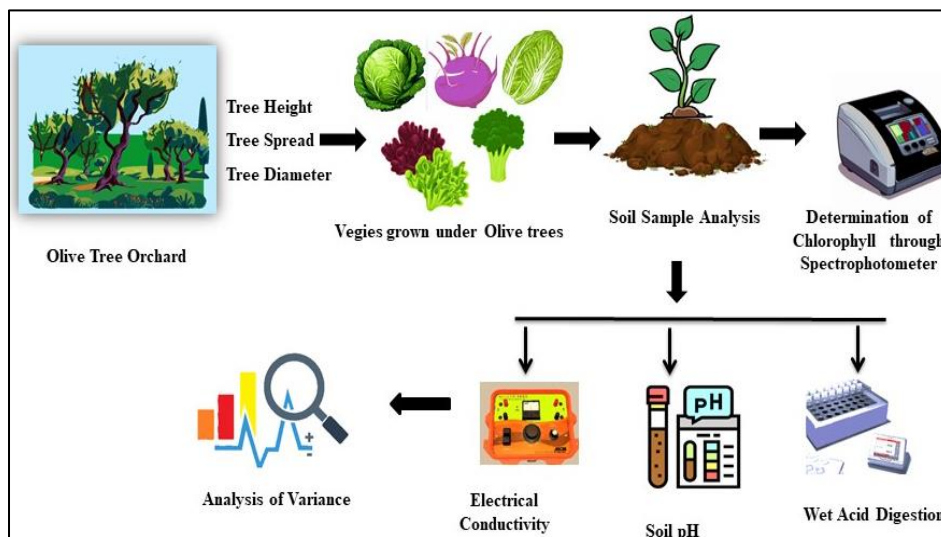 Tree Height
Tree Spread
Tree Diameter
Olive Tree Orchard
Vegies grown under Olive trees
Soil Sample Analysis
Determination of
Chlorophyll through
Spectrophotometer
Analysis of Variance
Electrical
Conductivity
pH
Soil pH
Wet Acid Digestion